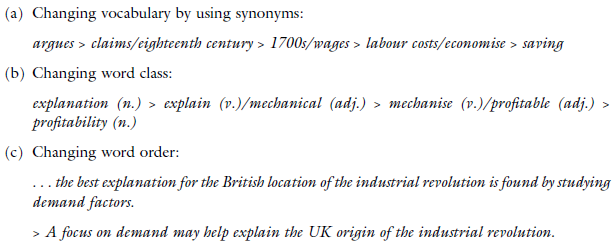 (a) Changing vocabulary by using synonyms:
argues > claims/eighteenth century > 1700s/wages > labour costs/economise > saving
(b) Changing word class:
explanation (n.) > explain (v.)/mechanical (adj.) > mechanise (v.)/profitable (adj.) >
profitability (n.)
(c) Changing word order:
. . . the best explanation for the British location of the industrial revolution is found by studying
demand factors.
> A focus on demand may help explain the UK origin of the industrial revolution.